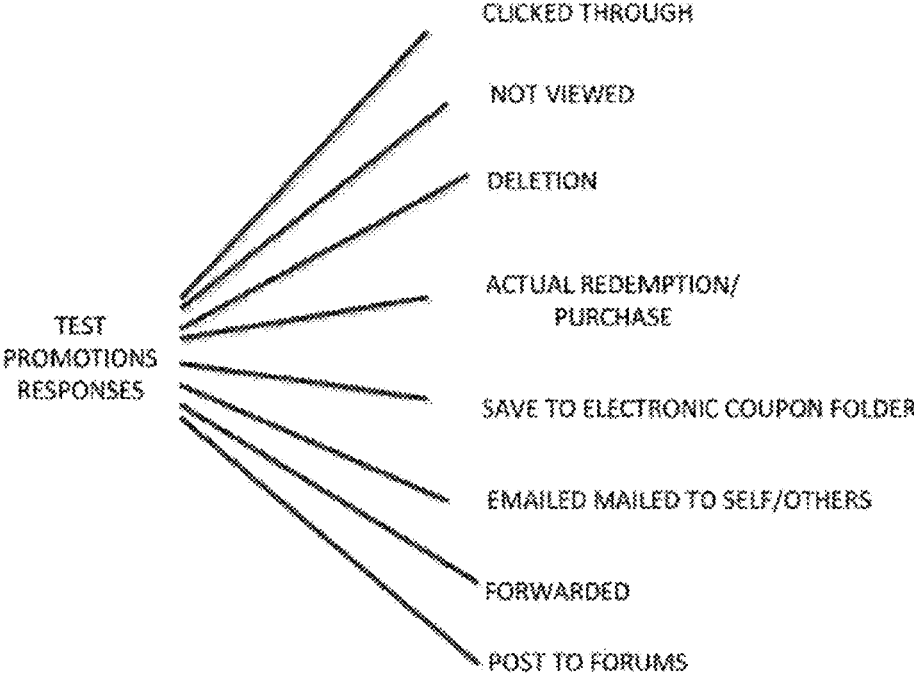 CLICKED THROUGH
NOT VIEWED
DELETION
ACTUAL REDEMPTION/
PURCHASE
TEST
PROMOTIONS
RESPONSES
SAVE TO ELECTRONIC COUPON FOLDER
EMAILED MAILED TO SELF/OTHERS
FORWARDED
POST TO FORUMS